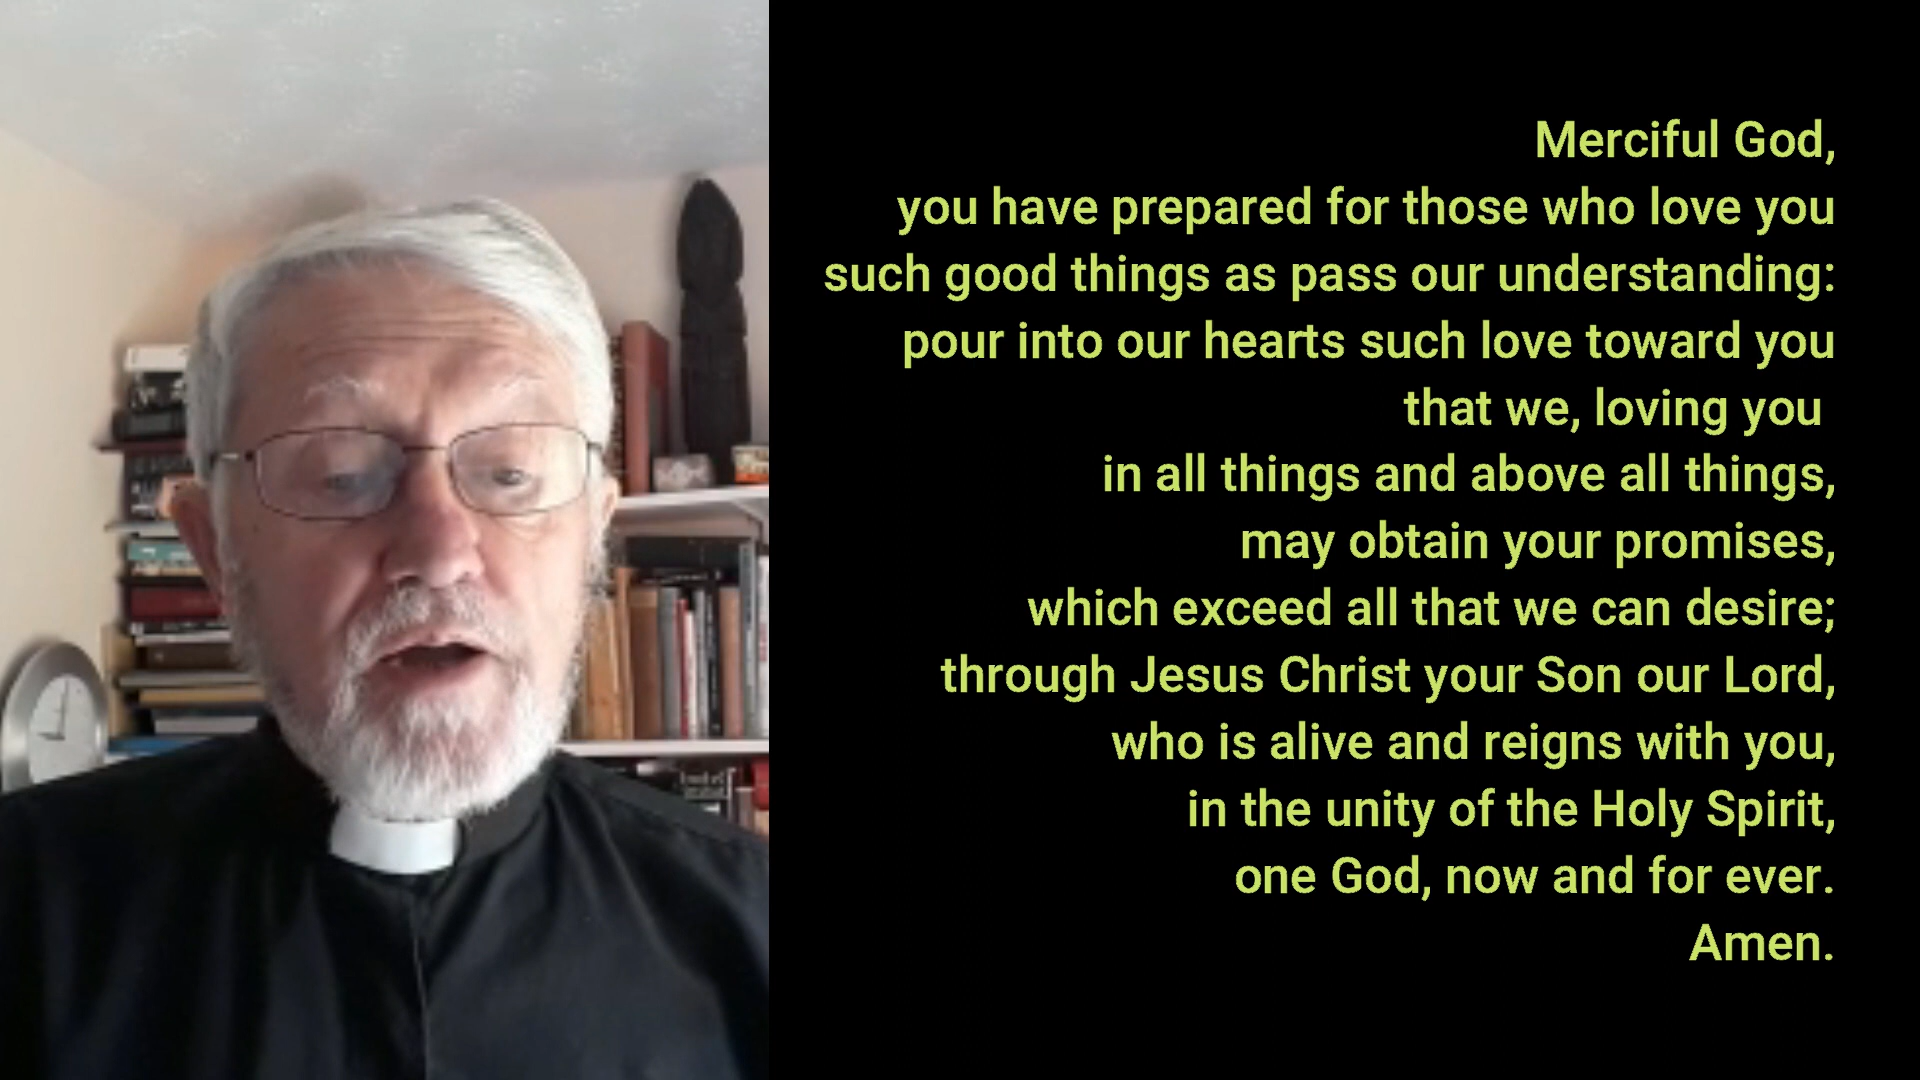 Merciful God,
you have prepared for those who love you
such good things as pass our understanding:
pour into our hearts such love toward you
that we, loving you
in all things and above all things,
may obtain your promises,
which exceed all that we can desire;
through Jesus Christ your Son our Lord,
who is alive and reigns with you,
in the unity of the Holy Spirit,
one God, now and for ever.
Amen.